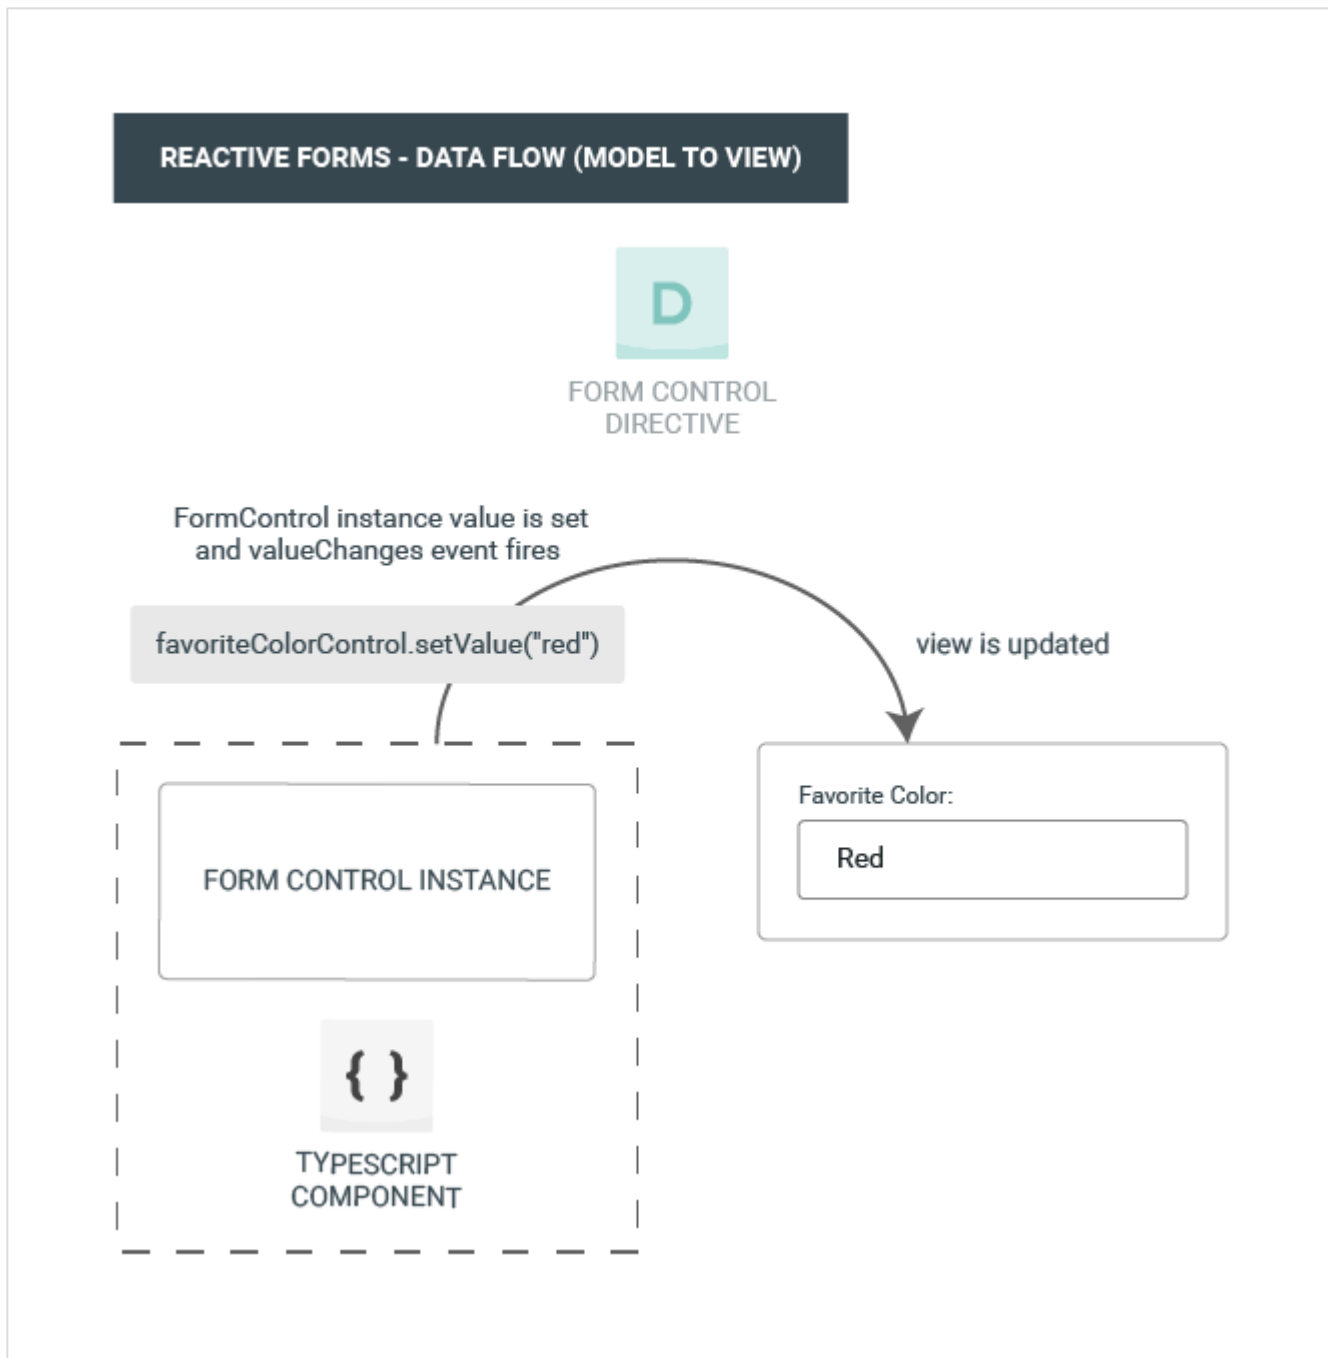 REACTIVE FORMS - DATA FLOW (MODEL TO VIEW)
D
FORM CONTROL
DIRECTIVE
FormControl instance value is set
and valueChanges event fires
favoriteColorControl.setValue("red")
view is updated
Favorite Color:
Red
FORM CONTROL INSTANCE
{ }
TYPESCRIPT
COMPONENT